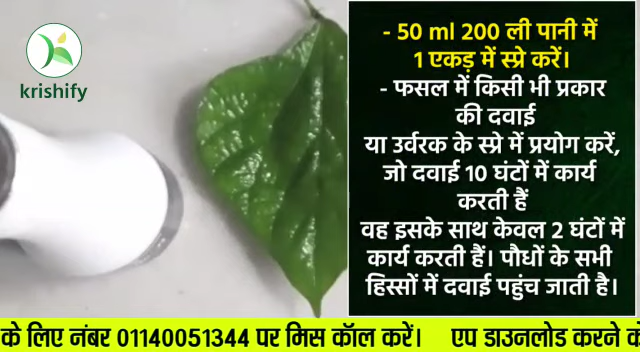 krishify
- 50 ml 200 ली पानी में
1 एकड़ में स्प्रे करें।
- फसल में किसी भी प्रकार
की दवाई
या उर्वरक के स्प्रे में प्रयोग करें,
जो दवाई 10 घंटों में कार्य
करती हैं
वह इसके साथ केवल 2 घंटों में
कार्य करती हैं। पौधों के सभी
हिस्सों में दवाई पहुंच जाती है।
के लिए नंबर 01140051344 पर मिस कॉल करें। एप डाउनलोड करने